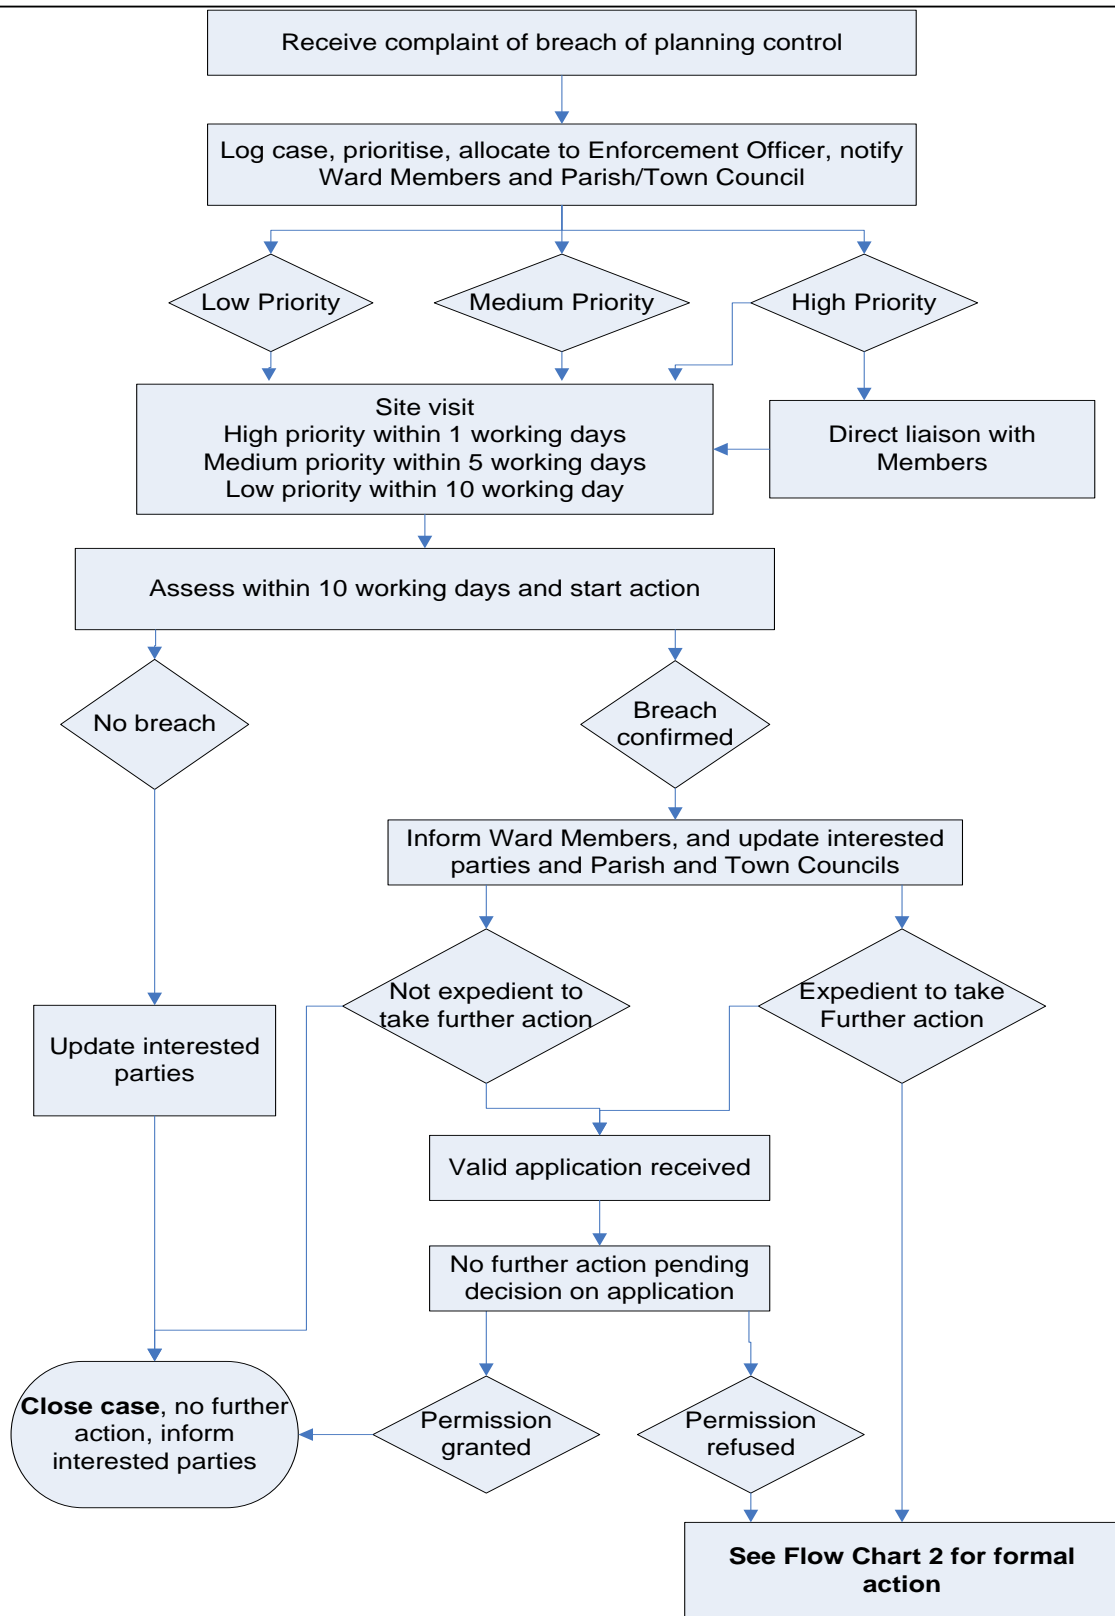 Receive complaint of breach of planning control
Log case, prioritise, allocate to Enforcement Officer, notify
Ward Members and Parish/Town Council
Low Priority
Medium Priority
High Priority
Site visit
High priority within 1 working days
Medium priority within 5 working days
Low priority within 10 working day
Direct liaison with
Members
Assess within 10 working days and start action
No breach
Breach
confirmed
Inform Ward Members, and update interested
parties and Parish and Town Councils
Not expedient to
take further action
Expedient to take
Further action
Update interested
parties
Valid application received
No further action pending
decision on application
Close case, no further
action, inform
interested parties
Permission
granted
Permission
refused
See Flow Chart 2 for formal
action